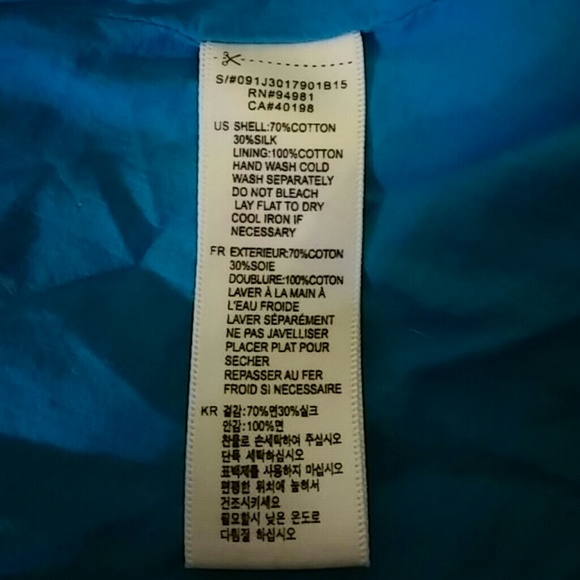 S/#091J3017901B15
RN#94981
CA#40198
US SHELL:70%COTTON
30%SILK
LINING:100%COTTON
HAND WASH COLD
WASH SEPARATELY
DO NOT BLEACH
LAY FLAT TO DRY
COOL IRON IF
NECESSARY
FR EXTERIEUR:70%COTON
30%SOIE
DOUBLURE:100%COTON
LAVER À LA MAIN À
L'EAU FROIDE
LAVER SÉPARÉMENT
NE PAS JAVELLISER
PLACER PLAT POUR
SECHER
REPASSER AU FER
FROID SI NECESSAIRE
KR 겉감:70%면30%실크
안감:100%면
찬물로 손세탁하여 주십시오
단독 세탁하십시오
표백제를 사용하지 마십시오
편평한 위치에 눕혀서
건조시키세요
필요할시 낮은 온도로
다림질 하십시오